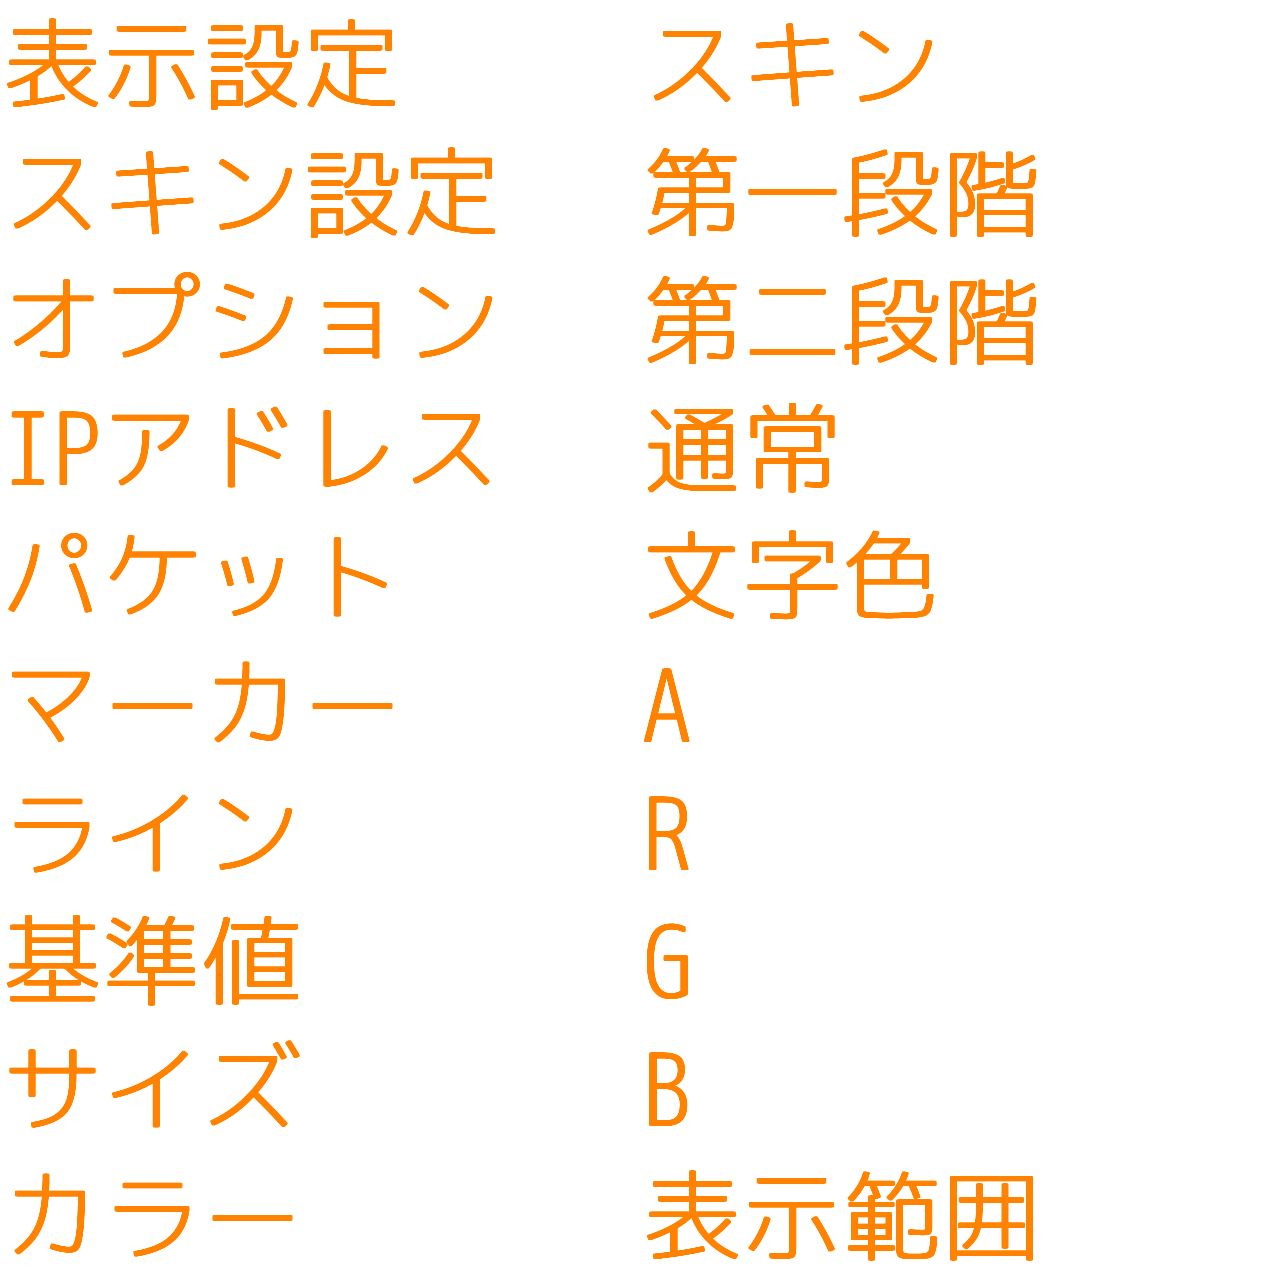 表示設定
スキン設定
オプション
IPアドレス
パケット
マーカー
ライン
基準値
サイズ
カラー
スキン
第一段階
第二段階
通常
文字色
A
R
G
B
表示範囲